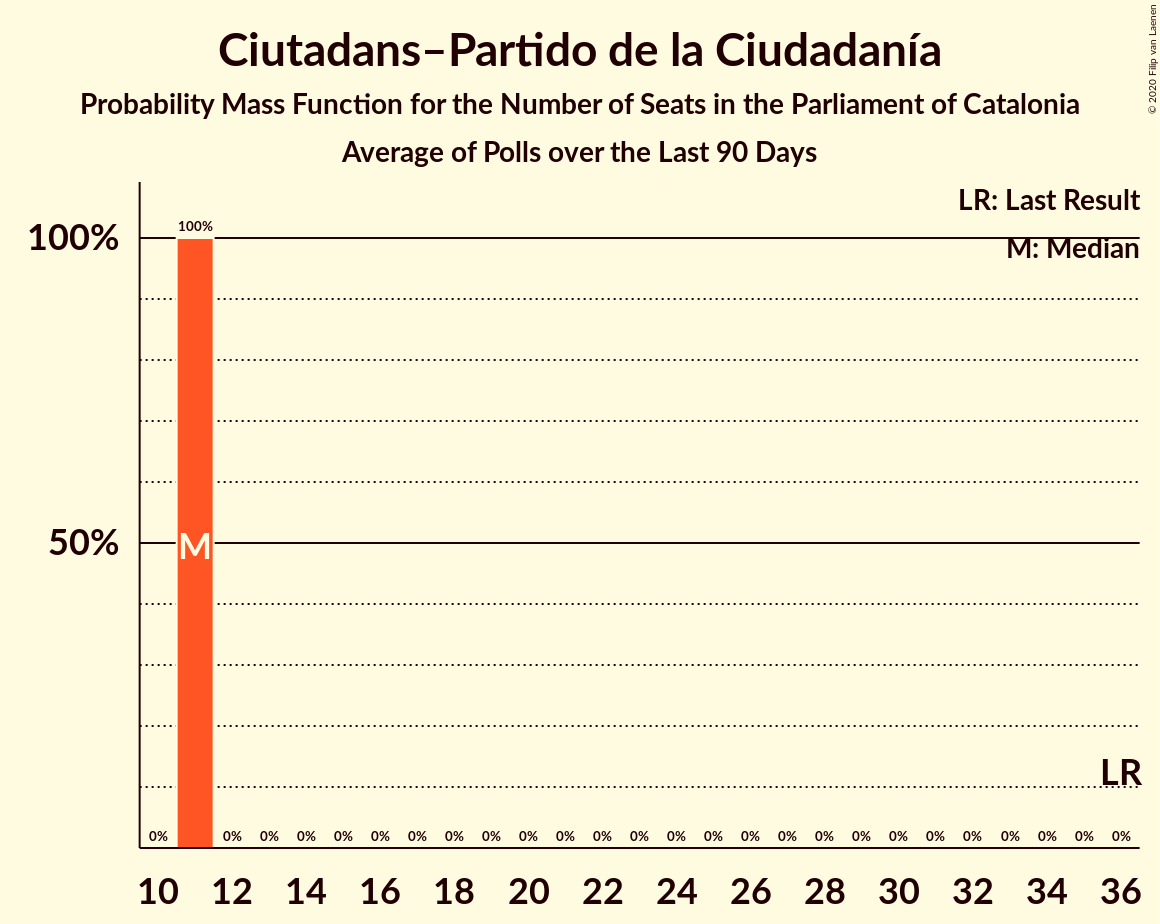 Ciutadans–Partido de la Ciudadanía
Probability Mass Function for the Number of Seats in the Parliament of Catalonia
Average of Polls over the Last 90 Days
© 2020 Filip van Laenen
LR: Last Result
M: Median
100%
100%
50%
M
LR
0% 0% 0% 0% 0% 0% 0% 0% 0% 0% 0% 0% 0% 0% 0% 0% 0% 0% 0% 0% 0% 0% 0% 0% 0% 0%
10 12 14 16 18 20 22 24 26 28 30 32 34 36